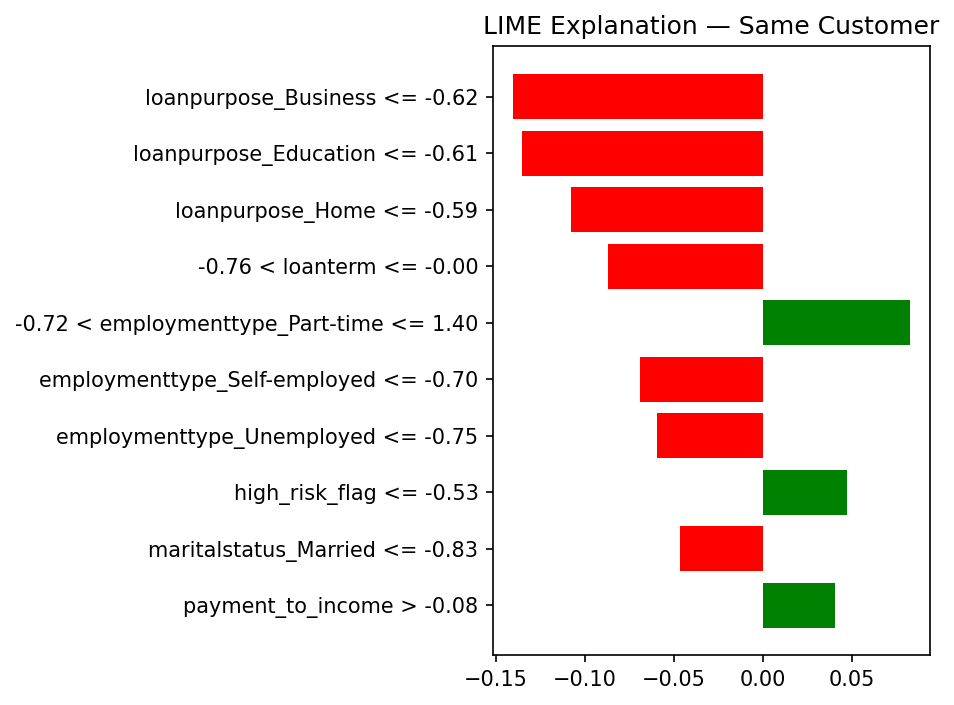 LIME Explanation — Same Customer
loanpurpose_Business <= -0.62
loanpurpose_Education <= -0.61
loanpurpose_Home <= -0.59
-0.76 < loanterm <= -0.00
-0.72 < employmenttype_Part-time <= 1.40
employmenttype_Self-employed <= -0.70
employmenttype_Unemployed <= -0.75
high_risk_flag <= -0.53
maritalstatus_Married <= -0.83
payment_to_income > -0.08
−0.15 −0.10 −0.05 0.00 0.05